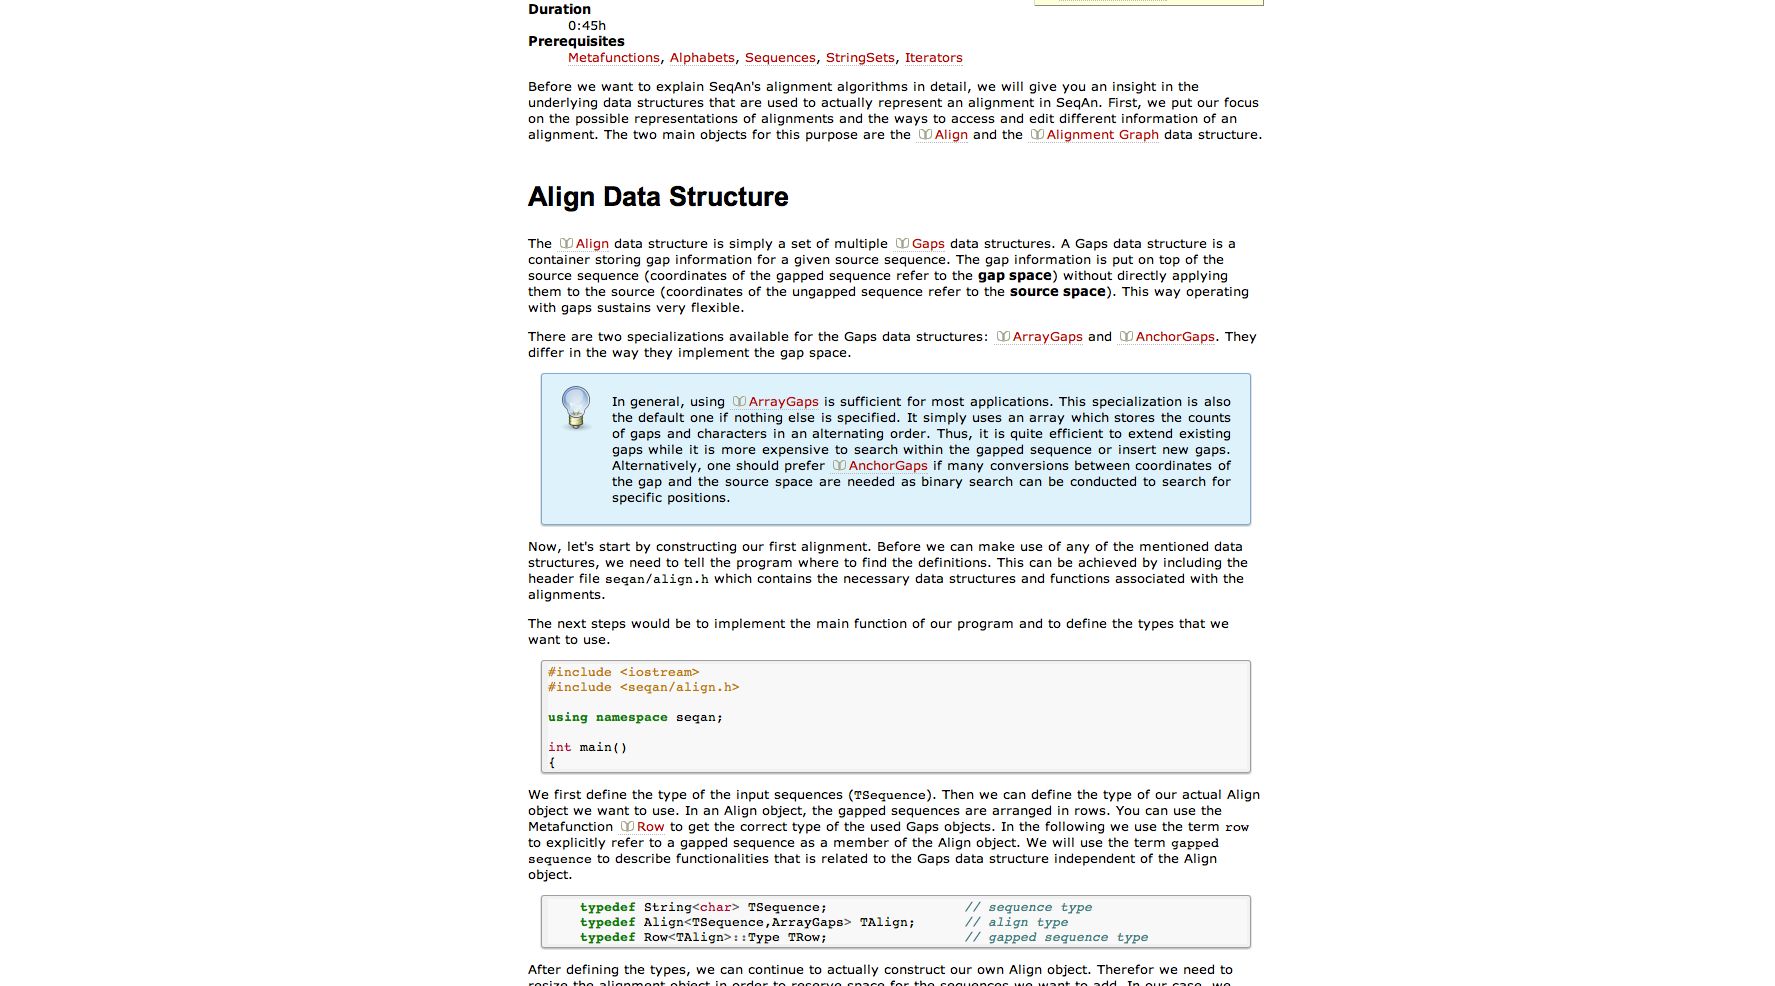 Duration
0:45h
Prerequisites
Metafunctions, Alphabets, Sequences, StringSets, Iterators
Before we want to explain SeqAn's alignment algorithms in detail, we will give you an insight in the
underlying data structures that are used to actually represent an alignment in SeqAn. First, we put our focus
on the possible representations of alignments and the ways to access and edit different information of an
alignment. The two main objects for this purpose are the Align and the Alignment Graph data structure.
Align Data Structure
The Align data structure is simply a set of multiple Gaps data structures. A Gaps data structure is a
container storing gap information for a given source sequence. The gap information is put on top of the
source sequence (coordinates of the gapped sequence refer to the gap space) without directly applying
them to the source (coordinates of the ungapped sequence refer to the source space). This way operating
with gaps sustains very flexible.
There are two specializations available for the Gaps data structures: ArrayGaps and AnchorGaps. They
differ in the way they implement the gap space.
In general, using ArrayGaps is sufficient for most applications. This specialization is also
the default one if nothing else is specified. It simply uses an array which stores the counts
of gaps and characters in an alternating order. Thus, it is quite efficient to extend existing
gaps while it is more expensive to search within the gapped sequence or insert new gaps.
Alternatively, one should prefer AnchorGaps if many conversions between coordinates of
the gap and the source space are needed as binary search can be conducted to search for
specific positions.
Now, let's start by constructing our first alignment. Before we can make use of any of the mentioned data
structures, we need to tell the program where to find the definitions. This can be achieved by including the
header file seqan/align.h which contains the necessary data structures and functions associated with the
alignments.
The next steps would be to implement the main function of our program and to define the types that we
want to use.
#include <iostream>
#include <seqan/align.h>
using namespace seqan;
int main()
{
We first define the type of the input sequences (TSequence). Then we can define the type of our actual Align
object we want to use. In an Align object, the gapped sequences are arranged in rows. You can use the
Metafunction Row to get the correct type of the used Gaps objects. In the following we use the term row
to explicitly refer to a gapped sequence as a member of the Align object. We will use the term gapped
sequence to describe functionalities that is related to the Gaps data structure independent of the Align
object.
typedef String<char> TSequence; // sequence type
typedef Align<TSequence,ArrayGaps> TAlign; // align type
typedef Row<TAlign>::Type TRow; // gapped sequence type
After defining the types, we can continue to actually construct our own Align object. Therefor we need to
resize the alignment object in order to reserve space for the sequences we want to add. In our case, we